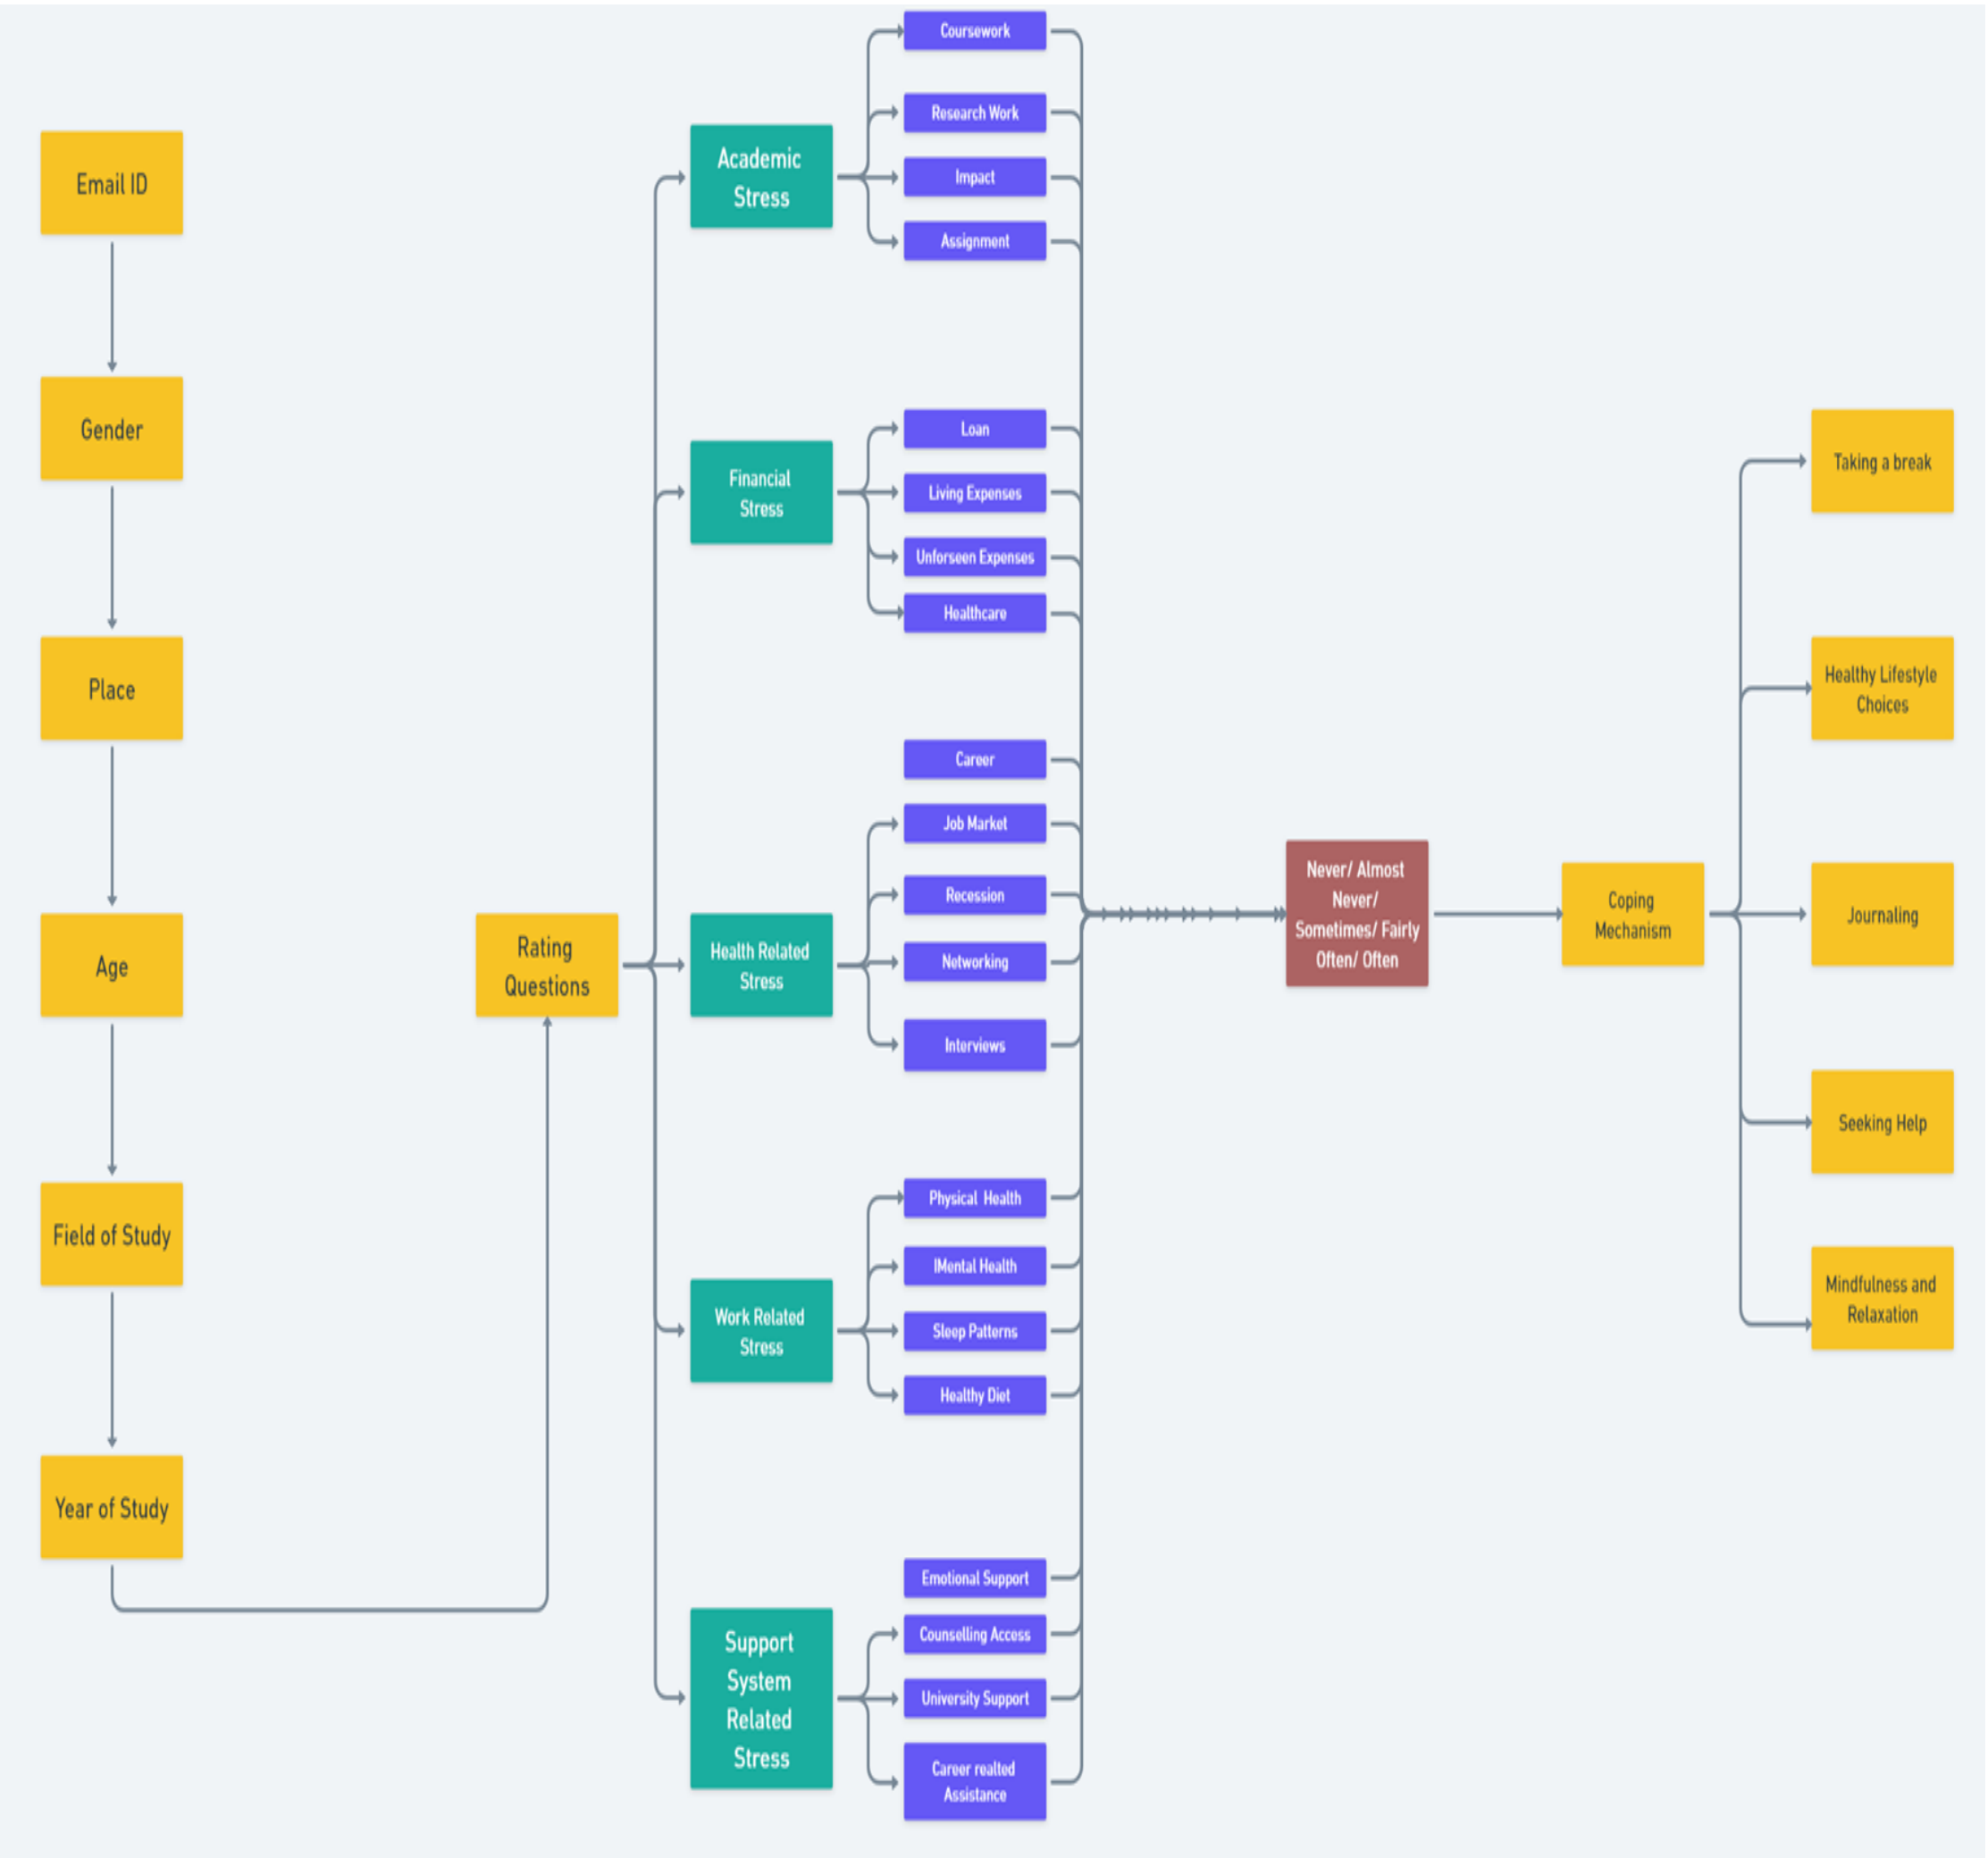 Email ID
Gender
Place
Age
Field of Study
Year of Study
Rating
Questions
Academic
Stress
Coursework
Research Work
Impact
Assignment
Financial
Stress
Loan
Living Expenses
Unforseen Expenses
Healthcare
Health Related
Stress
Career
Job Market
Recession
Networking
Interviews
Work Related
Stress
Physical Health
IMental Health
Sleep Patterns
Healthy Diet
Support
System
Related
Stress
Emotional Support
Counselling Access
University Support
Career realted
Assistance
Never/ Almost
Never/
Sometimes/ Fairly
Often/ Often
Coping
Mechanism
Taking a break
Healthy Lifestyle
Choices
Journaling
Seeking Help
Mindfulness and
Relaxation